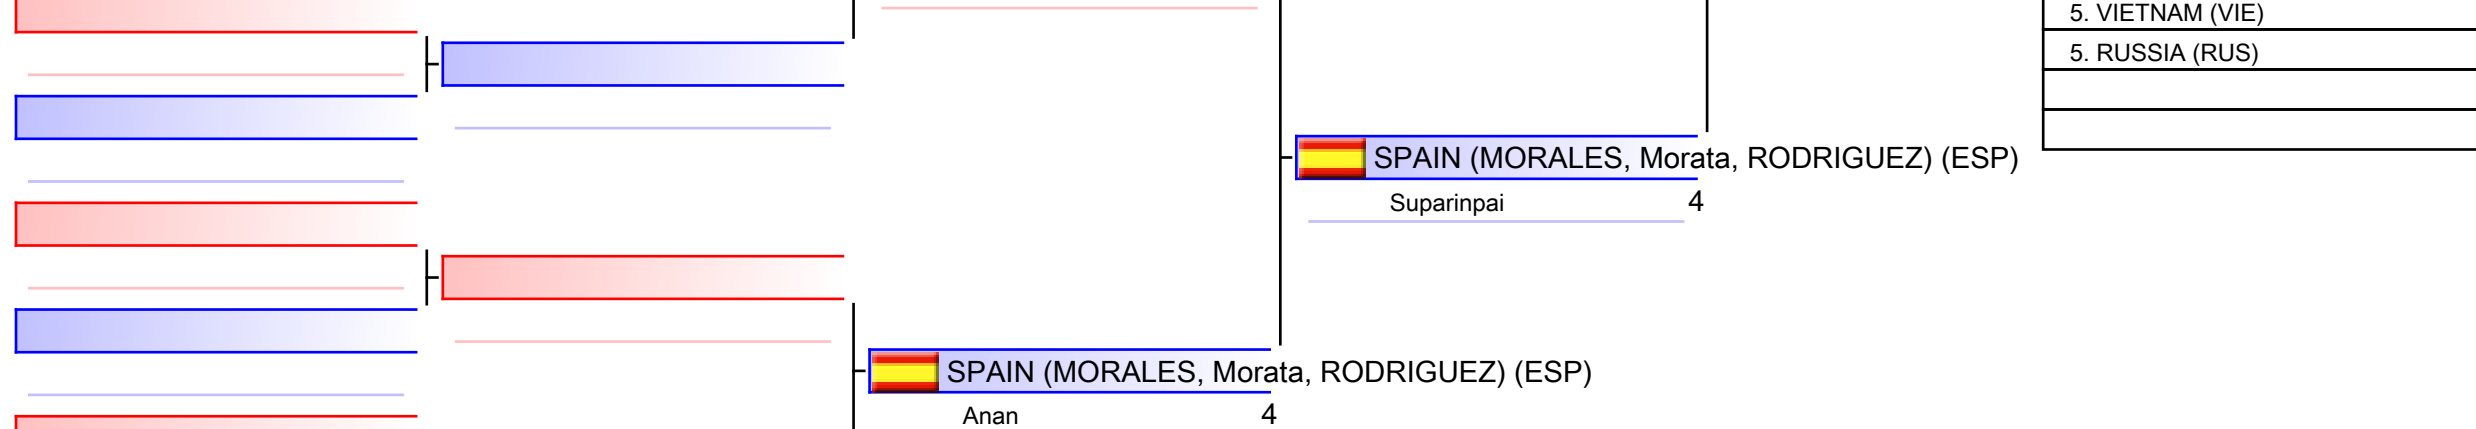 5. VIETNAM (VIE)
5. RUSSIA (RUS)
SPAIN (MORALES, Morata, RODRIGUEZ) (ESP)
Suparinpai 4
SPAIN (MORALES, Morata, RODRIGUEZ) (ESP)
Anan 4